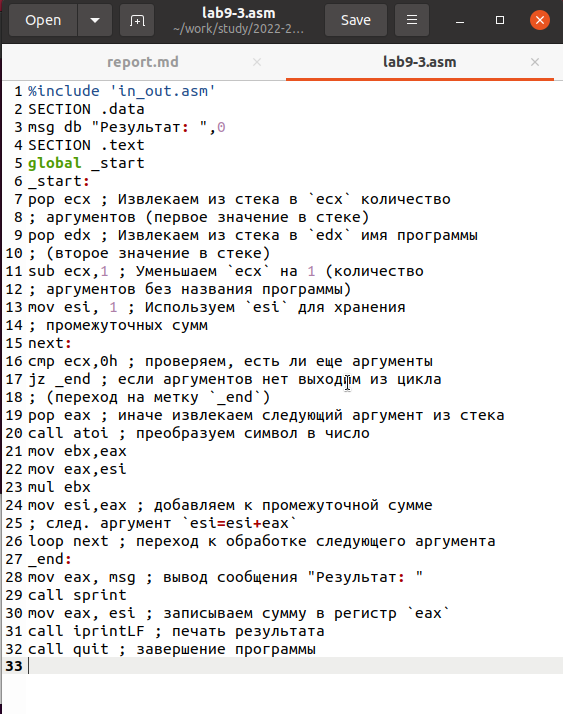 Open
lab9-3.asm
~/work/study/2022-2...
Save
report.md
lab9-3.asm
1 %include 'in_out.asm'
2 SECTION .data
3 msg db "Результат: ",0
4 SECTION .text
5 global _start
6 _start:
7 pop ecx ; Извлекаем из стека в `ecx` количество
8 ; аргументов (первое значение в стеке)
9 pop edx ; Извлекаем из стека в `edx` имя программы
10 ; (второе значение в стеке)
11 sub ecx,1 ; Уменьшаем `ecx` на 1 (количество
12 ; аргументов без названия программы)
13 mov esi, 1 ; Используем `esi` для хранения
14 ; промежуточных сумм
15 next:
16 cmp ecx,0h ; проверяем, есть ли еще аргументы
17 jz _end ; если аргументов нет выходим из цикла
18 ; (переход на метку `_end`)
19 pop eax ; иначе извлекаем следующий аргумент из стека
20 call atoi ; преобразуем символ в число
21 mov ebx,eax
22 mov eax,esi
23 mul ebx
24 mov esi,eax ; добавляем к промежуточной сумме
25 ; след. аргумент `esi=esi+eax`
26 loop next ; переход к обработке следующего аргумента
27 _end:
28 mov eax, msg ; вывод сообщения "Результат: "
29 call sprint
30 mov eax, esi ; записываем сумму в регистр `eax`
31 call iprintLF ; печать результата
32 call quit ; завершение программы
33